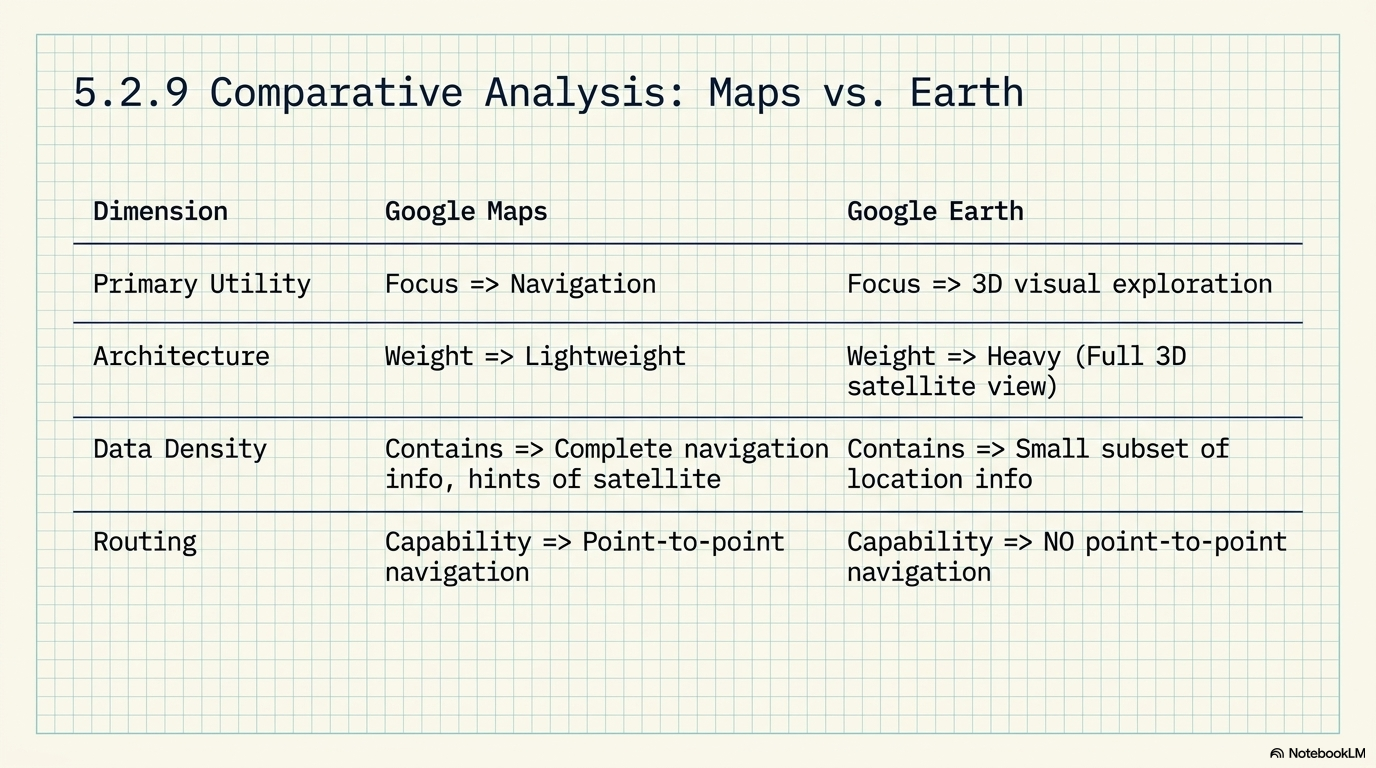 5.2.9 Comparative Analysis: Maps vs. Earth
Dimension
Google Maps
Google Earth
Primary Utility
Focus => Navigation
Focus => 3D visual exploration
Architecture
Weight => Lightweight
Weight => Heavy (Full 3D
satellite view)
Data Density
Contains => Complete navigation
info, hints of satellite
Contains => Small subset of
location info
Routing
Capability => Point-to-point
navigation
Capability => NO point-to-point
navigation
NotebookLM